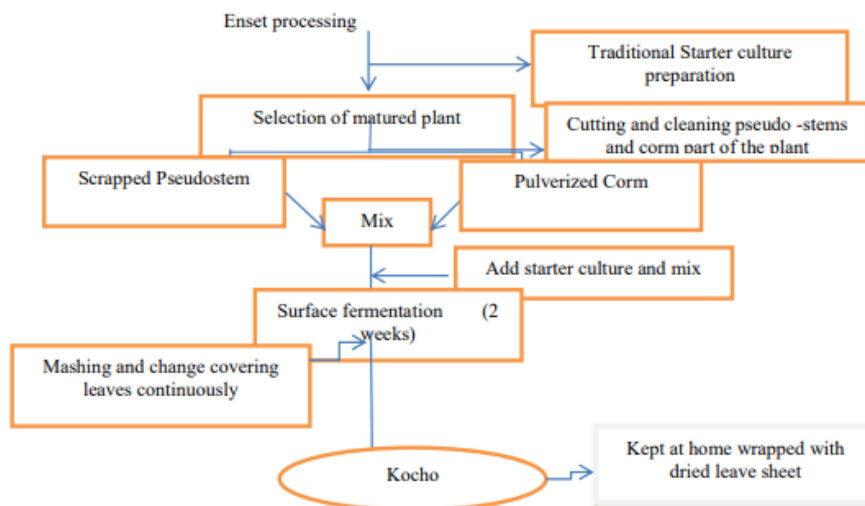 Enset processing
Traditional Starter culture
preparation
Selection of matured plant
Cutting and cleaning pseudo -stems
and corm part of the plant
Scrapped Pseudostem
Pulverized Corm
Mix
Add starter culture and mix
Surface fermentation (2
weeks)
Mashing and change covering
leaves continuously
Kocho
Kept at home wrapped with
dried leave sheet